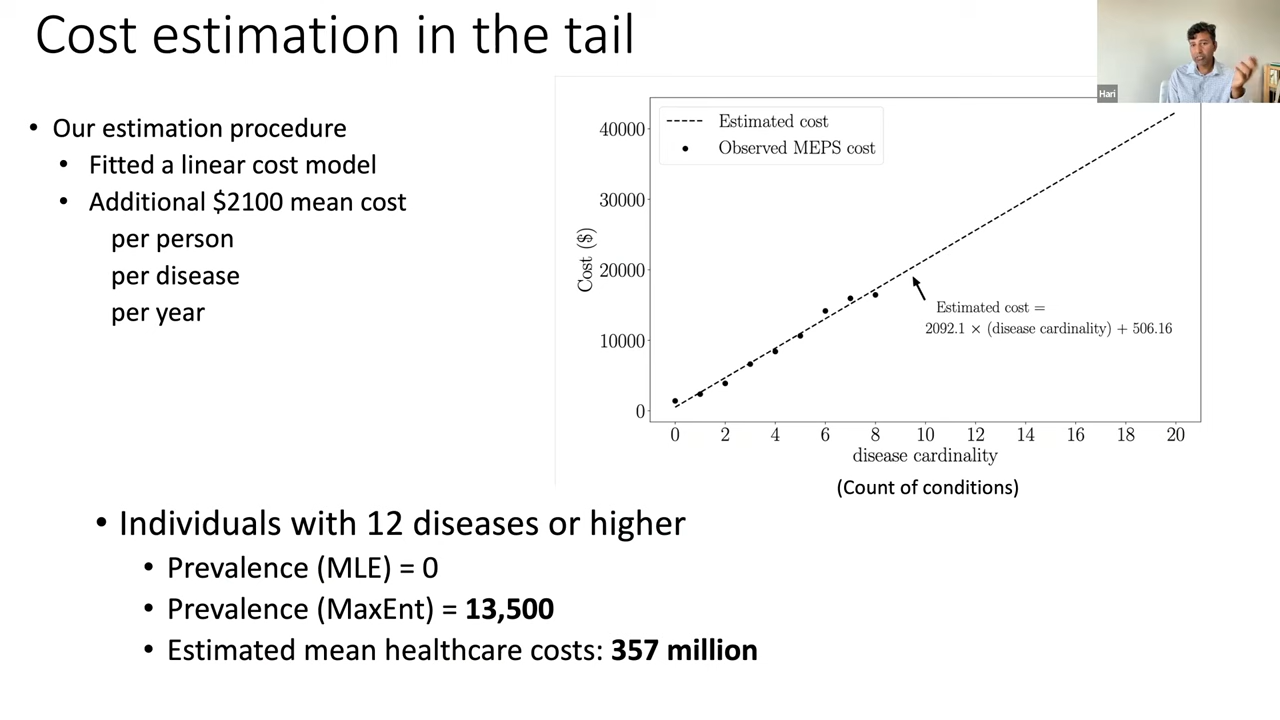 Cost estimation in the tail
Hari
• Our estimation procedure
• Fitted a linear cost model
• Additional $2100 mean cost
per person
per disease
per year
Estimated cost
Observed MEPS cost
Cost ($)
40000
30000
20000
10000
0
Estimated cost =
2092.1 × (disease cardinality) + 506.16
0 2 4 6 8 10 12 14 16 18 20
disease cardinality
(Count of conditions)
• Individuals with 12 diseases or higher
• Prevalence (MLE) = 0
• Prevalence (MaxEnt) = 13,500
• Estimated mean healthcare costs: 357 million